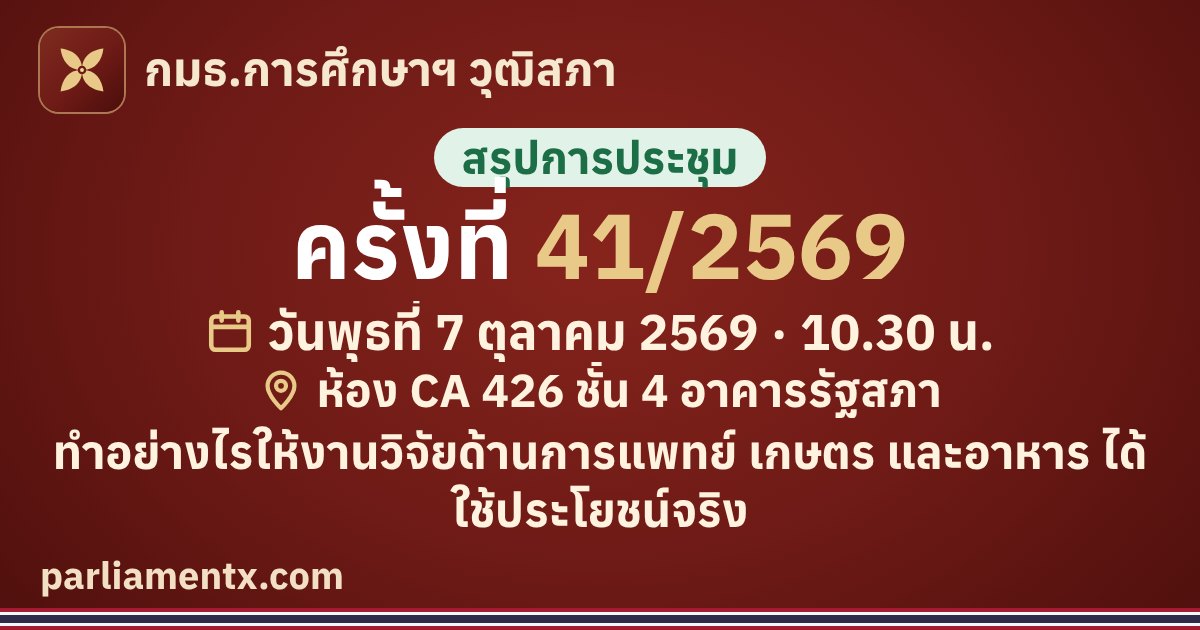 กมธ.การศึกษาฯ วุฒิสภา
สรุปการประชุม
ครั้งที่ 41/2569
วันพุธที่ 7 ตุลาคม 2569 · 10.30 น.
ห้อง CA 426 ชั้น 4 อาคารรัฐสภา
ทำอย่างไรให้งานวิจัยด้านการแพทย์ เกษตร และอาหาร ได้
ใช้ประโยชน์จริง
parliamentx.com